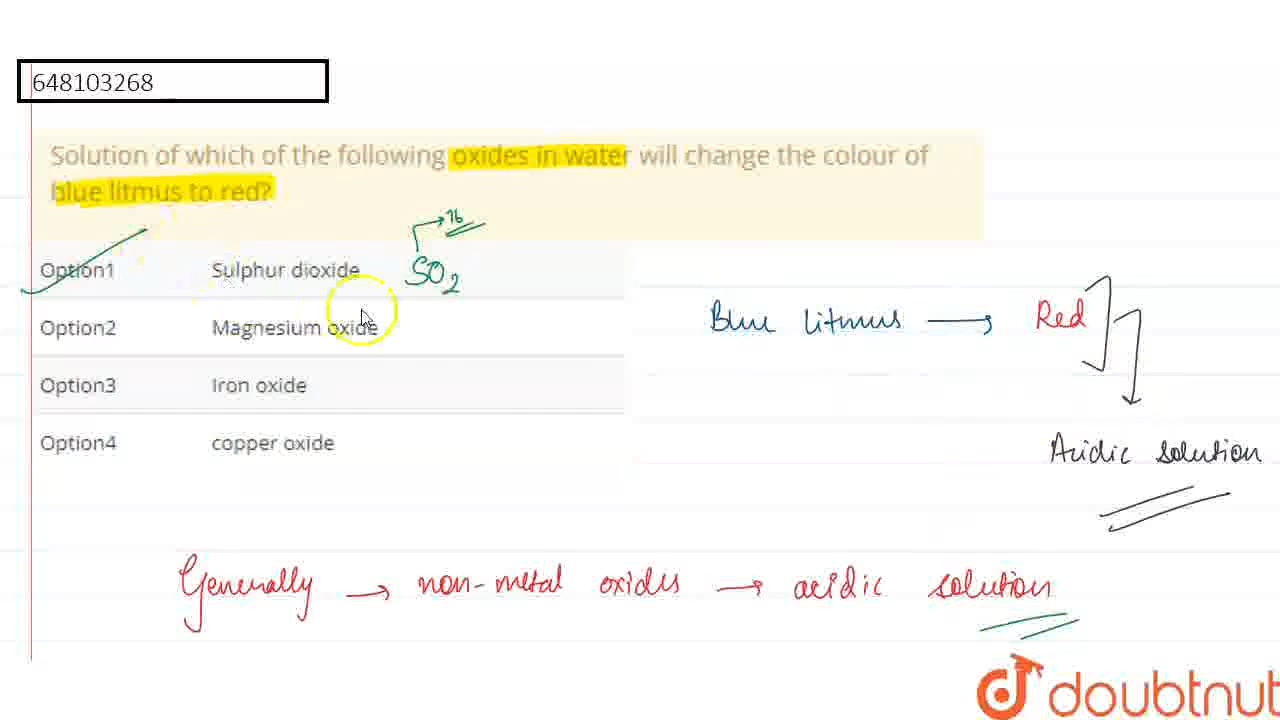 648103268
Solution of which of the following oxides in water will change the colour of
blue litmus to red?
16
Option1 Sulphur dioxide SO2
Option2 Magnesium oxide
Blue litmus → Red
Option3 Iron oxide
Option4 copper oxide
Acidic solution
Generally → non-metal oxides → acidic solution
doubtnut